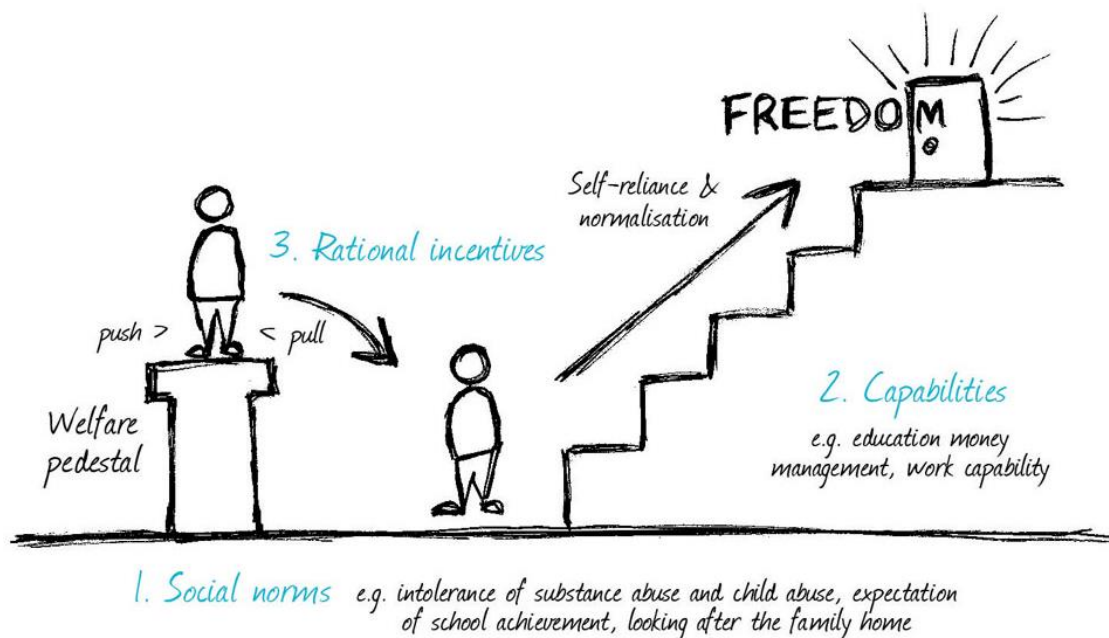 FREEDOM
Self-reliance &
normalisation
3. Rational incentives
push >
< pull
Welfare
pedestal
2. Capabilities
e.g. education money
management, work capability
1. Social norms e.g. intolerance of substance abuse and child abuse, expectation
of school achievement, looking after the family home